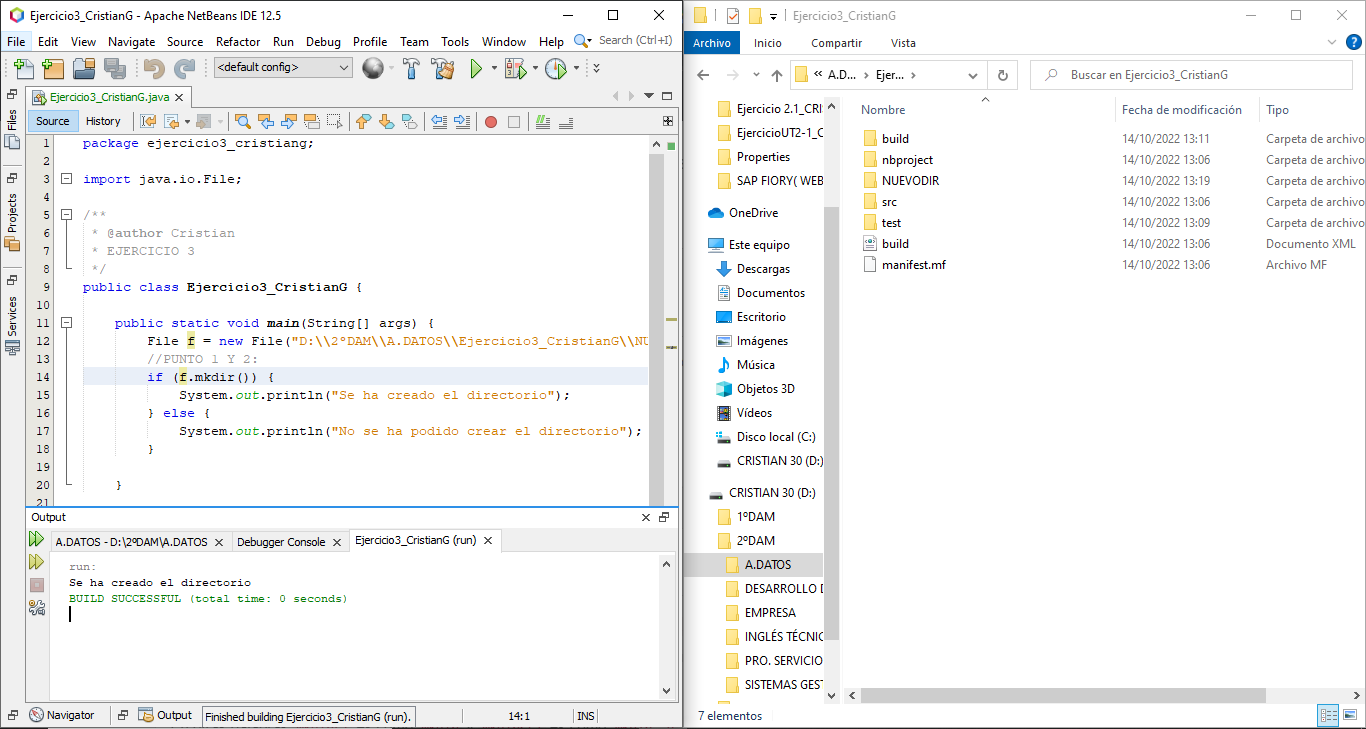 Ejercicio3_CristianG - Apache NetBeans IDE 12.5
File Edit View Navigate Source Refactor Run Debug Profile Team Tools Window Help Search (Ctrl+I)
<default config>
Ejercicio3_CristianG.java
Source History
Files
Projects
Services
1 package ejercicio3_cristiang;
2
3 import java.io.File;
4
5 /**
6 * @author Cristian
7 * EJERCICIO 3
8 */
9 public class Ejercicio3_CristianG {
10
11 public static void main(String[] args) {
12 File f = new File("D:\\2ºDAM\\A.DATOS\\Ejercicio3_CristianG\\NU
13 //PUNTO 1 Y 2:
14 if (f.mkdir()) {
15 System.out.println("Se ha creado el directorio");
16 } else {
17 System.out.println("No se ha podido crear el directorio");
18 }
19
20 }
21
Output
A.DATOS - D:\2ºDAM\A.DATOS Debugger Console Ejercicio3_CristianG (run)
run:
Se ha creado el directorio
BUILD SUCCESSFUL (total time: 0 seconds)
Navigator Output Finished building Ejercicio3_CristianG (run). 14:1 INS
Ejercicio3_CristianG
Archivo Inicio Compartir Vista
« A.D... Ejer... Buscar en Ejercicio3_CristianG
Ejercicio 2.1_CRI
EjercicioUT2-1_C
Properties
SAP FIORY( WEB
OneDrive
Este equipo
Descargas
Documentos
Escritorio
Imágenes
Música
Objetos 3D
Vídeos
Disco local (C:)
CRISTIAN 30 (D:)
CRISTIAN 30 (D:)
1ºDAM
2ºDAM
A.DATOS
DESARROLLO D
EMPRESA
INGLÉS TÉCNIC
PRO. SERVICIO
SISTEMAS GEST
Nombre Fecha de modificación Tipo
build 14/10/2022 13:11 Carpeta de archivo
nbproject 14/10/2022 13:06 Carpeta de archivo
NUEVODIR 14/10/2022 13:19 Carpeta de archivo
src 14/10/2022 13:06 Carpeta de archivo
test 14/10/2022 13:09 Carpeta de archivo
build 14/10/2022 13:06 Documento XML
manifest.mf 14/10/2022 13:06 Archivo MF
7 elementos